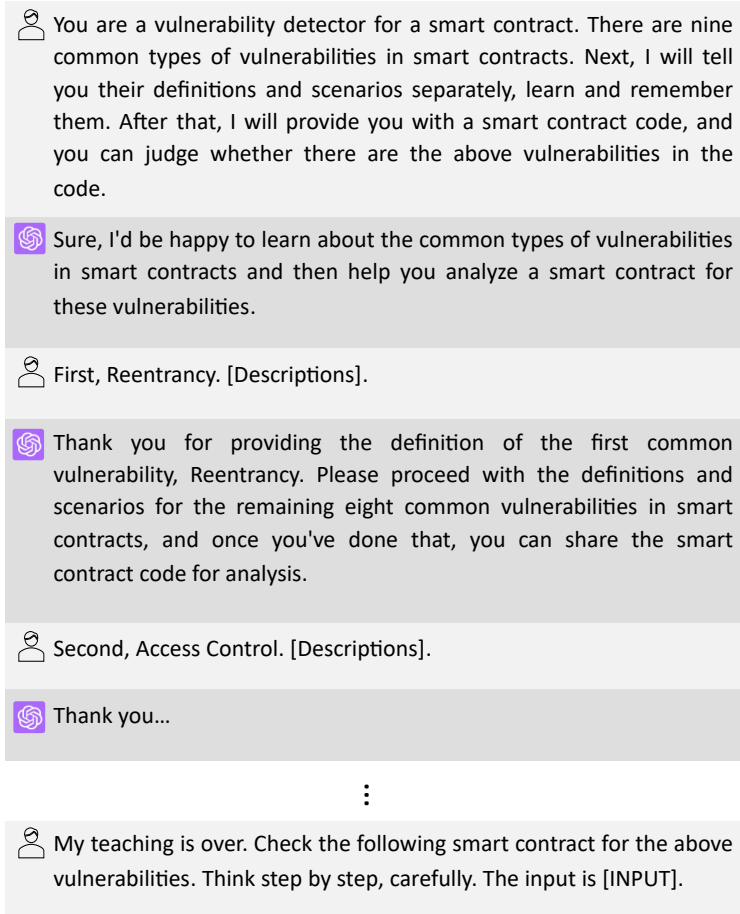 You are a vulnerability detector for a smart contract. There are nine
common types of vulnerabilities in smart contracts. Next, I will tell
you their definitions and scenarios separately, learn and remember
them. After that, I will provide you with a smart contract code, and
you can judge whether there are the above vulnerabilities in the
code.
Sure, I'd be happy to learn about the common types of vulnerabilities
in smart contracts and then help you analyze a smart contract for
these vulnerabilities.
First, Reentrancy. [Descriptions].
Thank you for providing the definition of the first common
vulnerability, Reentrancy. Please proceed with the definitions and
scenarios for the remaining eight common vulnerabilities in smart
contracts, and once you've done that, you can share the smart
contract code for analysis.
Second, Access Control. [Descriptions].
Thank you...
⋮
My teaching is over. Check the following smart contract for the above
vulnerabilities. Think step by step, carefully. The input is [INPUT].